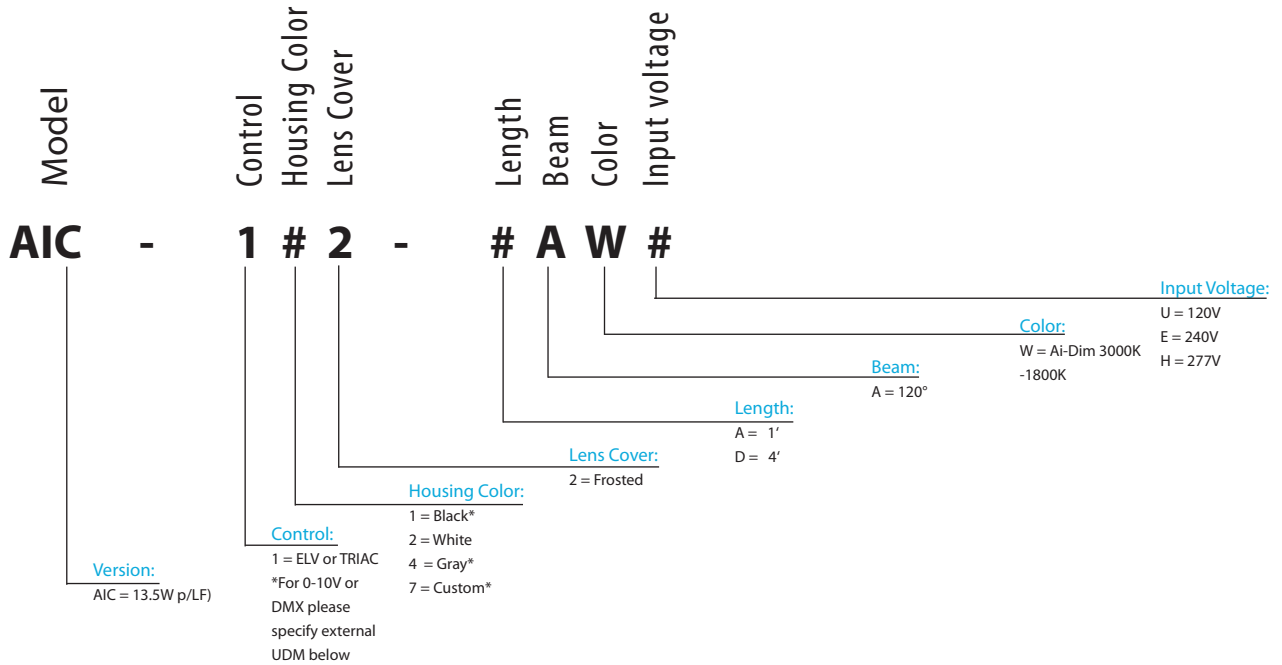 Model
Control
Housing Color
Lens Cover
Length
Beam
Color
Input voltage
AIC - 1 # 2 - # A W #
Input Voltage:
U = 120V
E = 240V
H = 277V
Color:
W = Ai-Dim 3000K
-1800K
Beam:
A = 120°
Length:
A = 1‘
D = 4‘
Lens Cover:
2 = Frosted
Housing Color:
1 = Black*
2 = White
4 = Gray*
7 = Custom*
Control:
1 = ELV or TRIAC
*For 0-10V or
DMX please
specify external
UDM below
Version:
AIC = 13.5W p/LF)